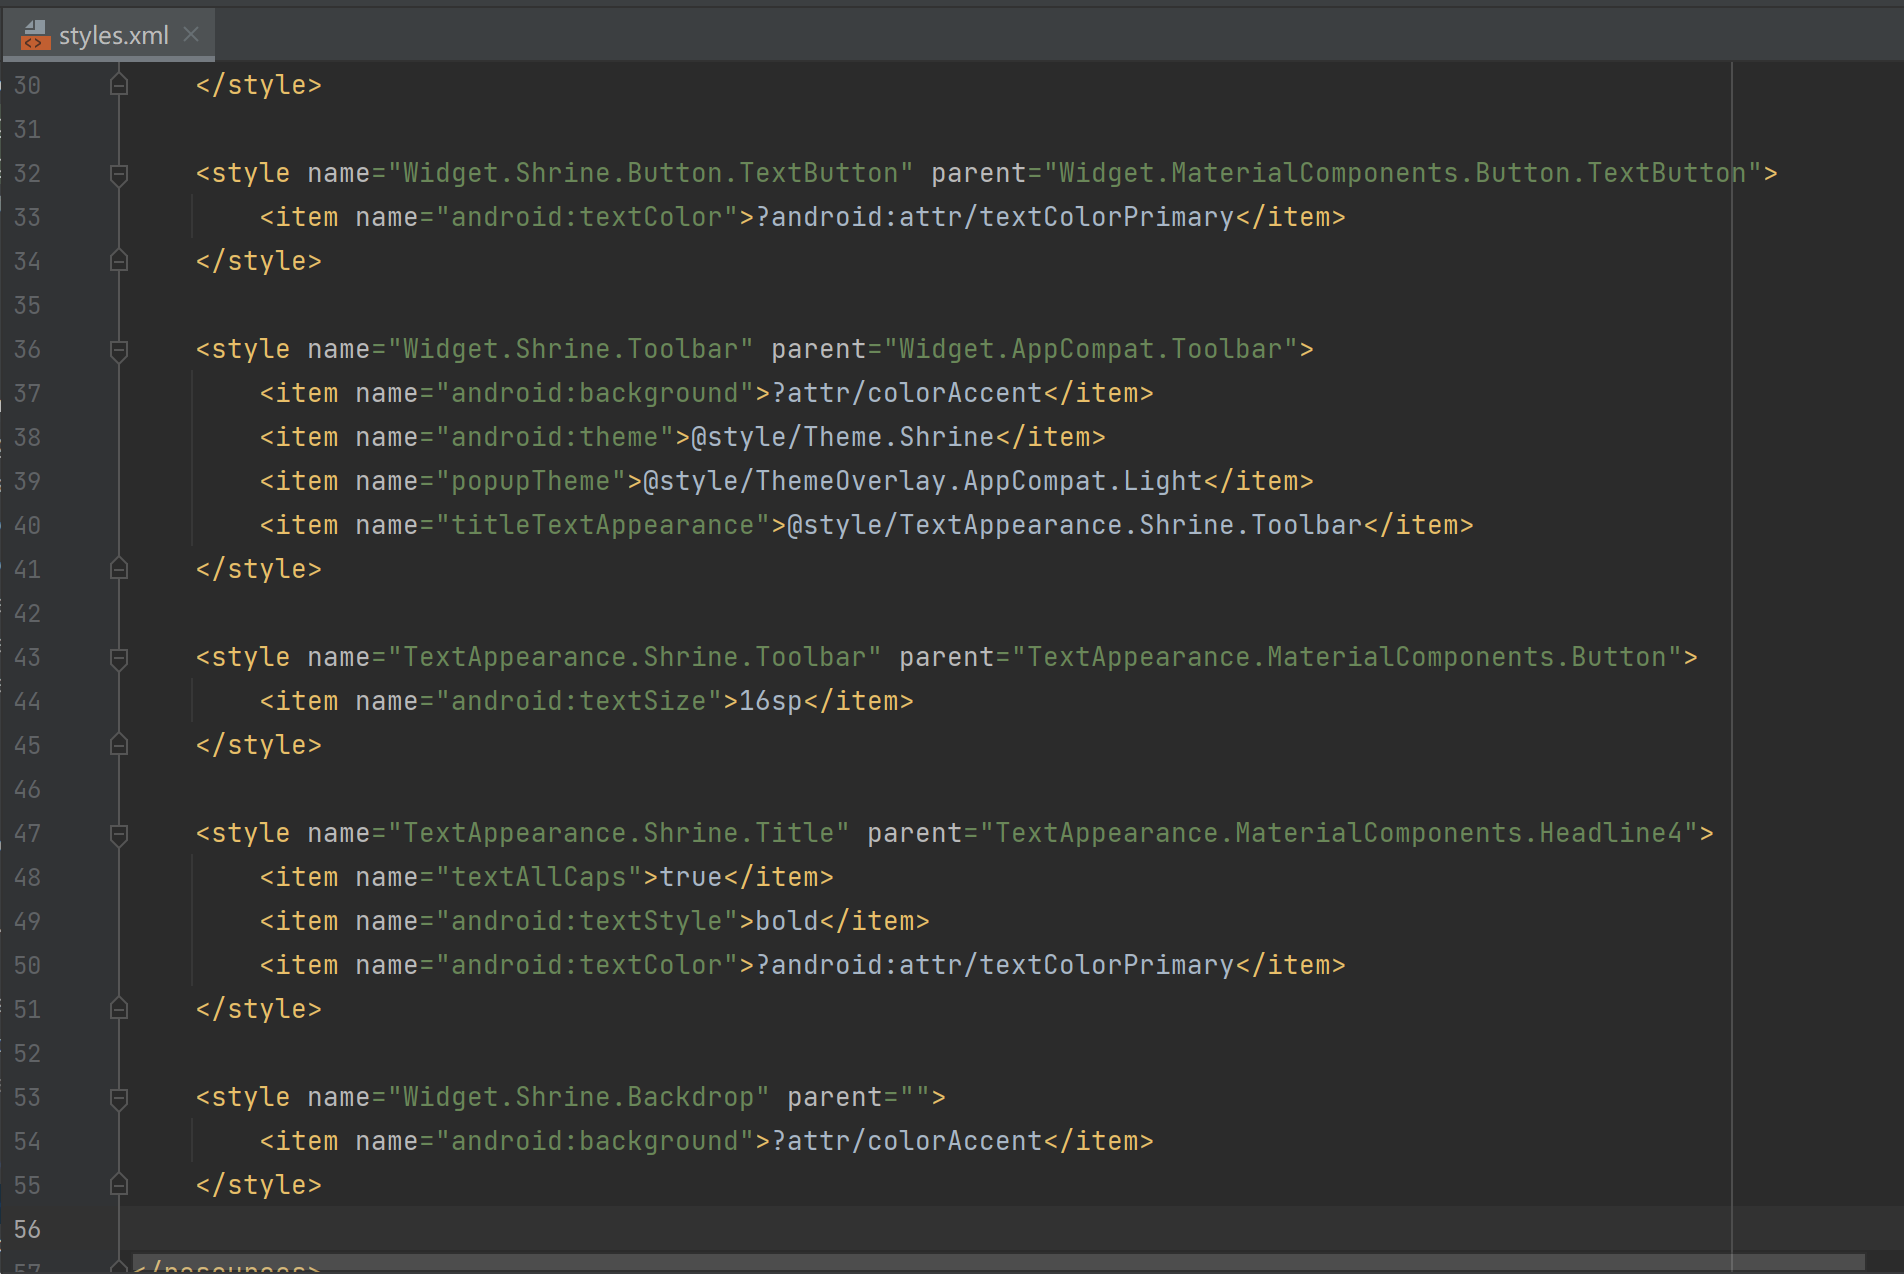 styles.xml
30     </style>
31
32     <style name="Widget.Shrine.Button.TextButton" parent="Widget.MaterialComponents.Button.TextButton">
33         <item name="android:textColor">?android:attr/textColorPrimary</item>
34     </style>
35
36     <style name="Widget.Shrine.Toolbar" parent="Widget.AppCompat.Toolbar">
37         <item name="android:background">?attr/colorAccent</item>
38         <item name="android:theme">@style/Theme.Shrine</item>
39         <item name="popupTheme">@style/ThemeOverlay.AppCompat.Light</item>
40         <item name="titleTextAppearance">@style/TextAppearance.Shrine.Toolbar</item>
41     </style>
42
43     <style name="TextAppearance.Shrine.Toolbar" parent="TextAppearance.MaterialComponents.Button">
44         <item name="android:textSize">16sp</item>
45     </style>
46
47     <style name="TextAppearance.Shrine.Title" parent="TextAppearance.MaterialComponents.Headline4">
48         <item name="textAllCaps">true</item>
49         <item name="android:textStyle">bold</item>
50         <item name="android:textColor">?android:attr/textColorPrimary</item>
51     </style>
52
53     <style name="Widget.Shrine.Backdrop" parent="">
54         <item name="android:background">?attr/colorAccent</item>
55     </style>
56
57 </resources>